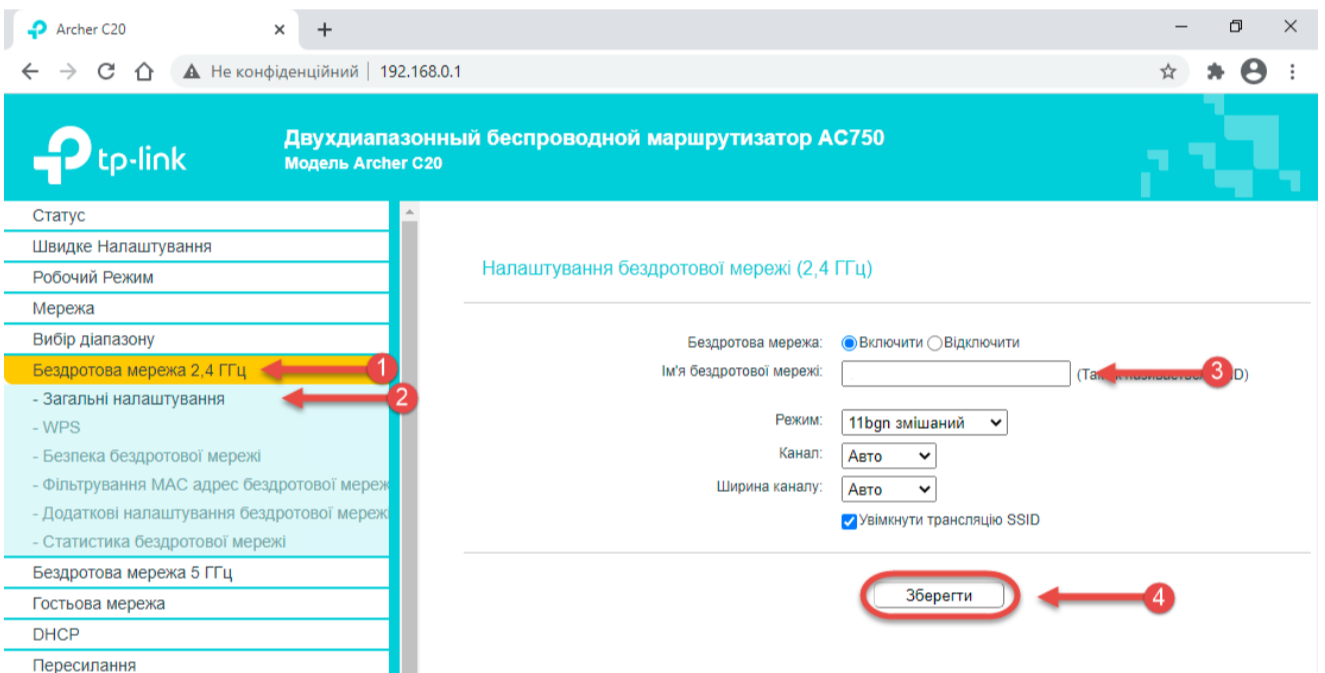 Archer C20
Не конфіденційний | 192.168.0.1
tp-link
Двухдиапазонный беспроводной маршрутизатор AC750
Модель Archer C20
Статус
Швидке Налаштування
Робочий Режим
Мережа
Вибір діапазону
Бездротова мережа 2,4 ГГц
1
- Загальні налаштування
2
- WPS
- Безпека бездротової мережі
- Фільтрування MAC адрес бездротової мереж
- Додаткові налаштування бездротової мережі
- Статистика бездротової мережі
Бездротова мережа 5 ГГц
Гостьова мережа
DHCP
Пересилання
Налаштування бездротової мережі (2,4 ГГц)
Бездротова мережа: Включити Відключити
Ім'я бездротової мережі: 3
Режим: 11bgn змішаний
Канал: Авто
Ширина каналу: Авто
Увімкнути трансляцію SSID
Зберегти
4